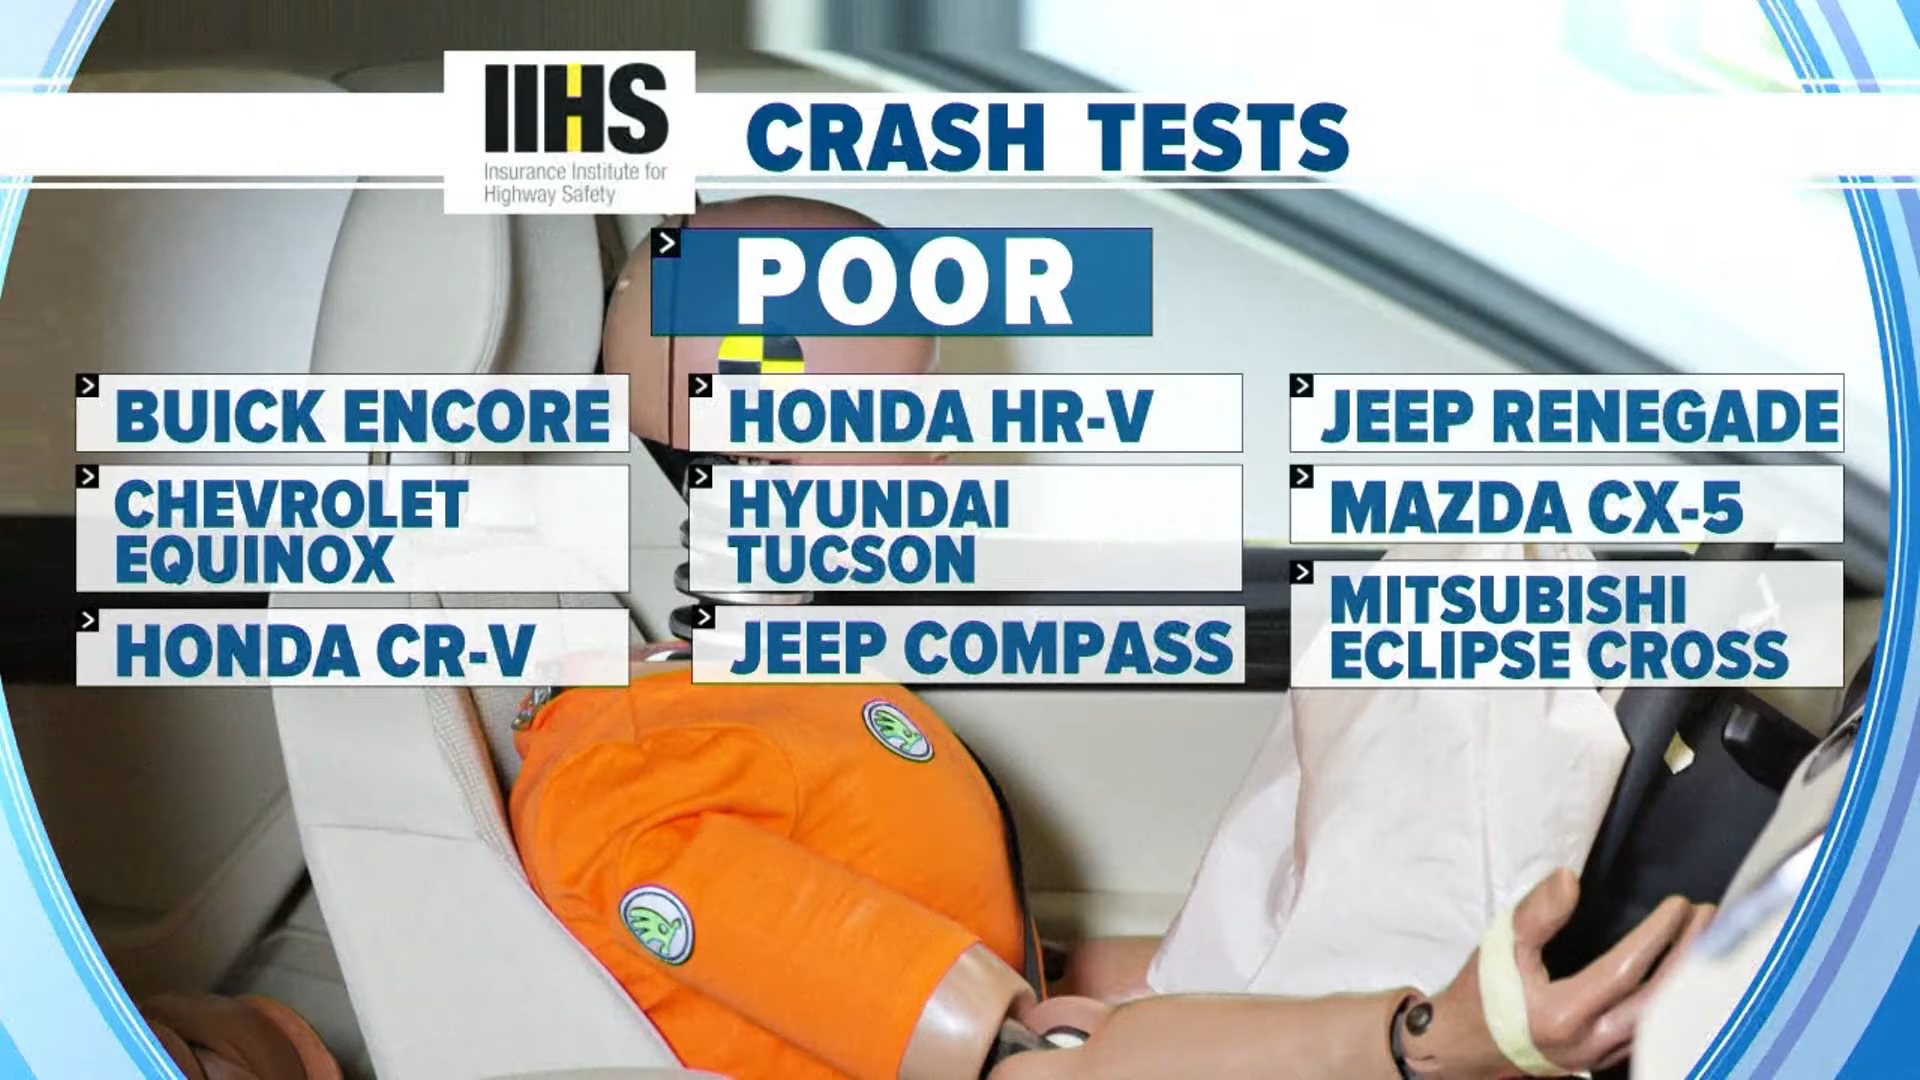 IIHS
Insurance Institute for
Highway Safety
CRASH TESTS
POOR
BUICK ENCORE
CHEVROLET
EQUINOX
HONDA CR-V
HONDA HR-V
HYUNDAI
TUCSON
JEEP COMPASS
JEEP RENEGADE
MAZDA CX-5
MITSUBISHI
ECLIPSE CROSS